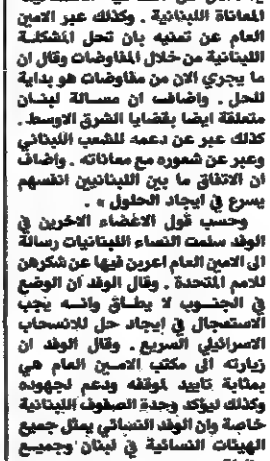 المعاناة اللبنانية . وكذلك عبر الامين
العام عن تمنيه بان تحل المشكلة
اللبنانية من خلال المفاوضات وقال ان
ما يجري الان من مفاوضات هو بداية
للحل . واضاف ان مسالة لبنان
متعلقة ايضا بقضايا الشرق الاوسط .
كذلك عبر عن دعمه للشعب اللبناني
وعبر عن شعوره مع معاناته . واضاف
ان الاتفاق ما بين اللبنانيين انفسهم
يسرع في ايجاد الحلول » .
وحسب قول الاعضاء الاخرين في
الوفد سلمت النساء اللبنانيات رسالة
الى الامين العام اعربن فيها عن شكرهن
للامم المتحدة . وقال الوفد ان الوضع
في الجنوب لا يطاق وانه يجب
الاستعجال في إيجاد حل للانسحاب
الاسرائيلي السريع . وقال الوفد ان
زيارته الى مكتب الامين العام هي
بمثابة تاييد لموقفه ودعم لجهوده
وكذلك ليؤكد وحدة الصفوف اللبنانية
خاصة وان الوفد النسائي يمثل جميع
الهيئات النسائية في لبنان وجميع